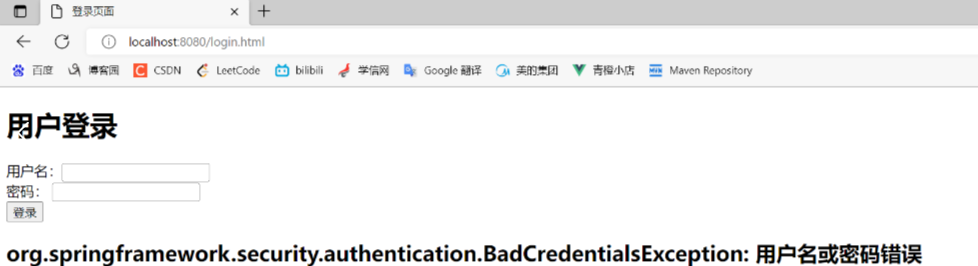 登录页面
localhost:8080/login.html
百度 博客园 CSDN LeetCode bilibili 学信网 Google 翻译 美的集团 青橙小店 Maven Repository
用户登录
用户名：
密码：
登录
org.springframework.security.authentication.BadCredentialsException: 用户名或密码错误